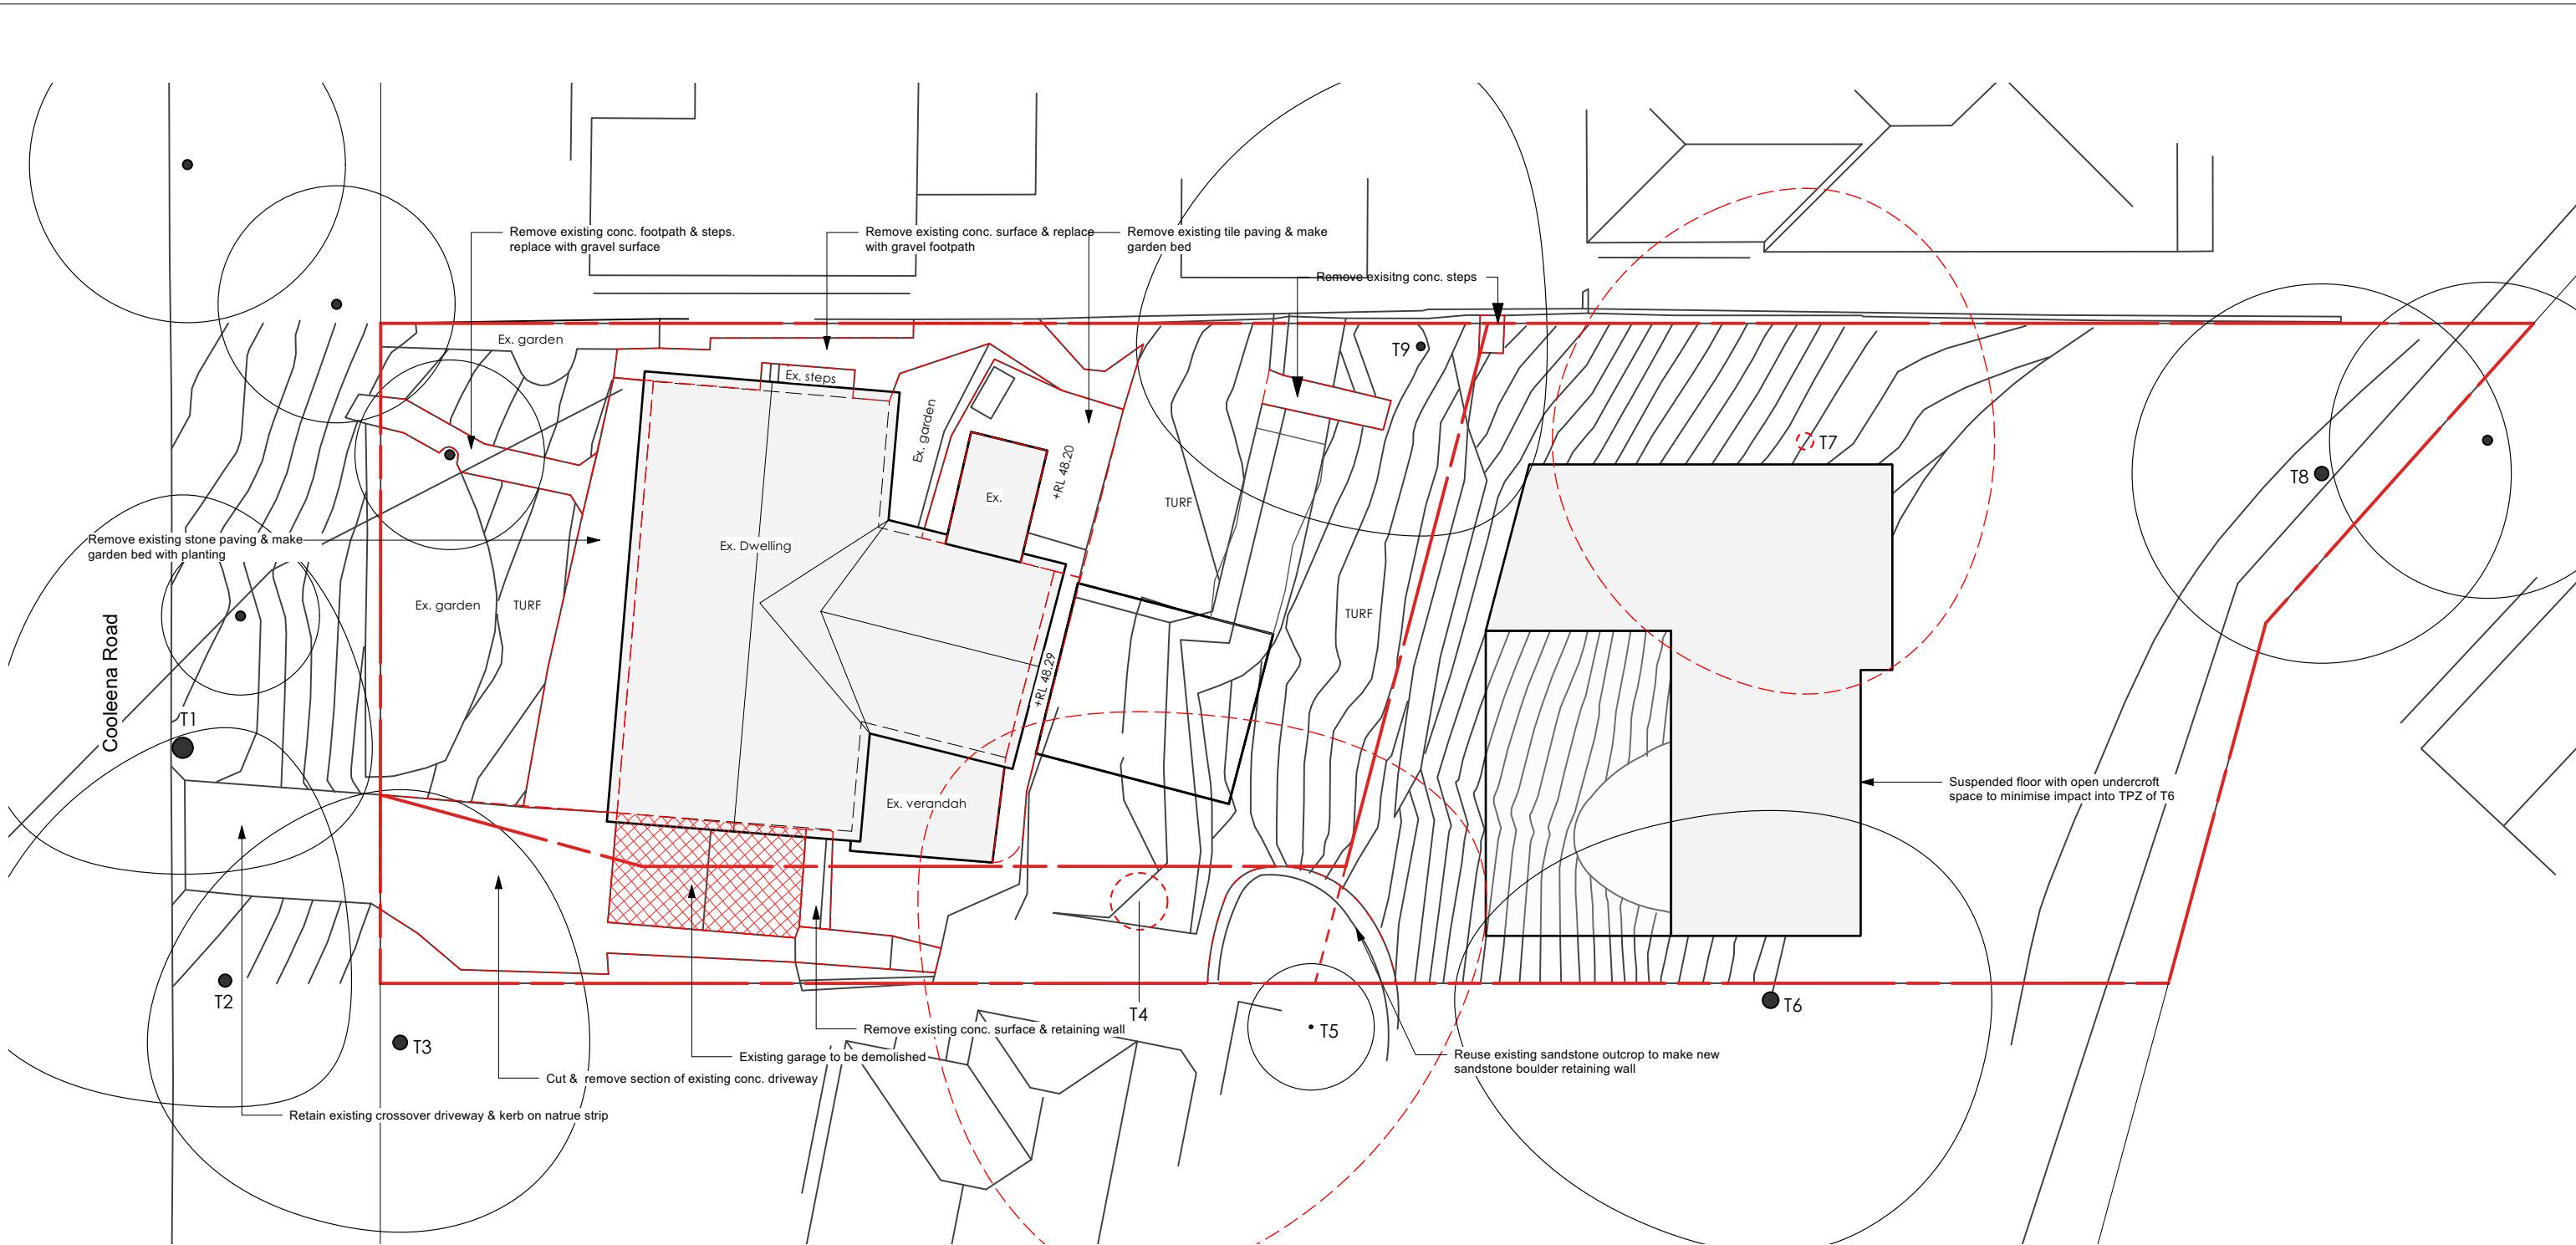 Remove existing conc. footpath & steps.
replace with gravel surface
Remove existing conc. surface & replace
with gravel footpath
Remove existing tile paving & make
garden bed
Remove exisitng conc. steps
Ex. garden
T9
Ex. steps
Ex. garden
T7
+RL 48.20
T8
Ex.
TURF
Remove existing stone paving & make
garden bed with planting
Ex. Dwelling
Ex. garden
TURF
TURF
Cooleena Road
+RL 48.29
T1
Suspended floor with open undercroft
space to minimise impact into TPZ of T6
Ex. verandah
T2
T6
T4
T3
T5
Remove existing conc. surface & retaining wall
Existing garage to be demolished
Reuse existing sandstone outcrop to make new
sandstone boulder retaining wall
Cut & remove section of existing conc. driveway
Retain existing crossover driveway & kerb on natrue strip